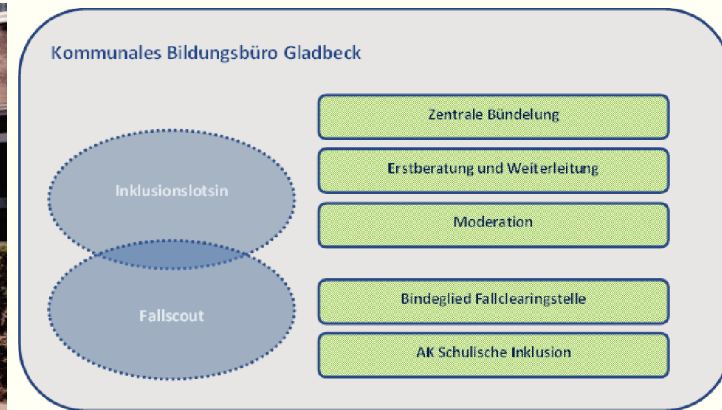 Kommunales Bildungsbüro Gladbeck
Zentrale Bündelung
Inklusionslotsin
Erstberatung und Weiterleitung
Moderation
Fallscout
Bindeglied Fallclearingstelle
AK Schulische Inklusion